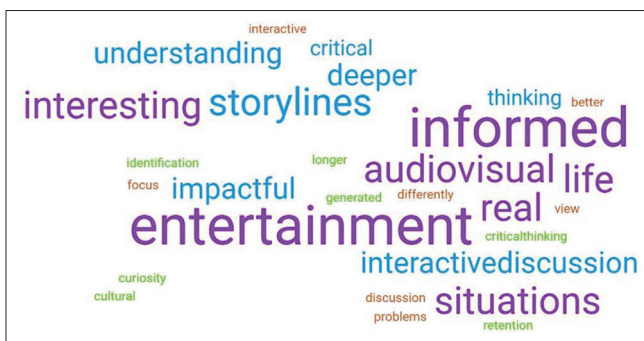 interactive
understanding critical
deeper
interesting storylines thinking better
informed
identification longer audiovisual life
focus impactful generated differently
entertainment real view
criticalthinking
interactivediscussion
curiosity
cultural discussion situations
problems
retention